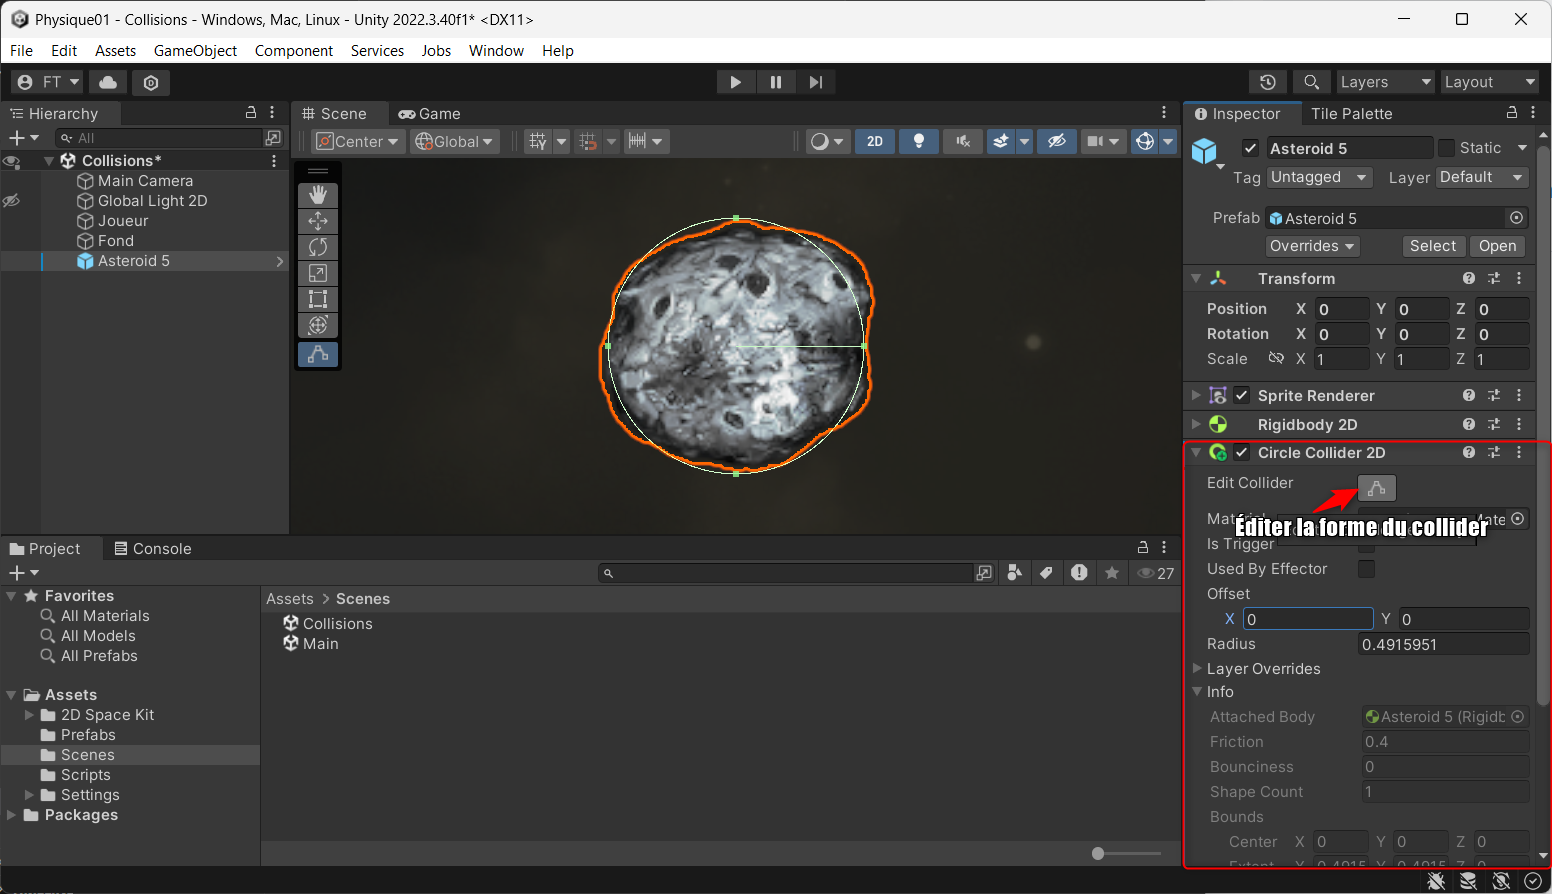 Physique01 - Collisions - Windows, Mac, Linux - Unity 2022.3.40f1* <DX11>
File Edit Assets GameObject Component Services Jobs Window Help
FT
Layers
Layout
Hierarchy
All
Collisions*
Main Camera
Global Light 2D
Joueur
Fond
Asteroid 5
Scene
Game
Center
Global
2D
Inspector
Tile Palette
Asteroid 5
Static
Tag Untagged
Layer Default
Prefab Asteroid 5
Overrides
Select
Open
Transform
Position X 0 Y 0 Z 0
Rotation X 0 Y 0 Z 0
Scale X 1 Y 1 Z 1
Sprite Renderer
Rigidbody 2D
Circle Collider 2D
Edit Collider
Éditer la forme du collider
Is Trigger
Used By Effector
Offset
X 0 Y 0
Radius 0.4915951
Layer Overrides
Info
Attached Body Asteroid 5 (Rigidb
Friction 0.4
Bounciness 0
Shape Count 1
Bounds
Center X 0 Y 0 Z 0
Extent X 0.4915 Y 0.4915 Z 0
Project
Console
27
Favorites
All Materials
All Models
All Prefabs
Assets
2D Space Kit
Prefabs
Scenes
Scripts
Settings
Packages
Assets > Scenes
Collisions
Main